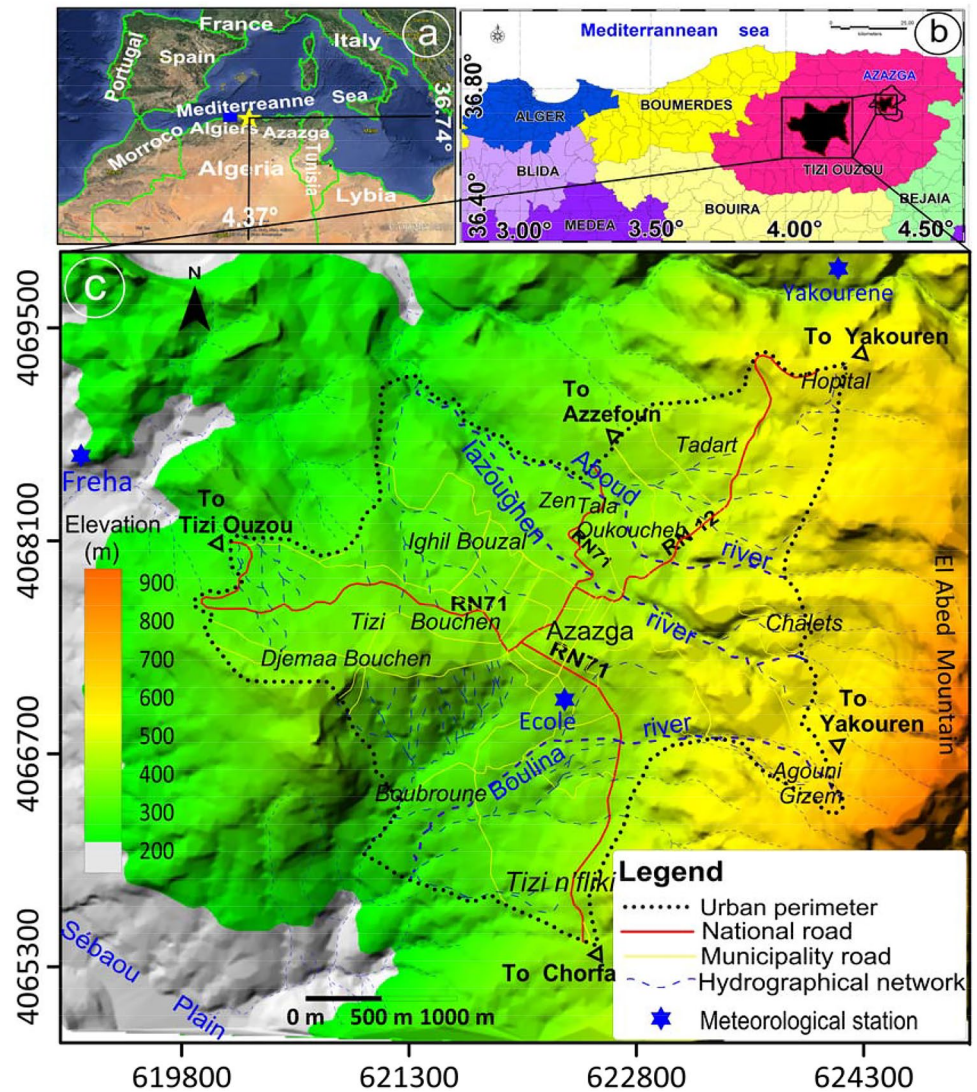 a
France
Italy
Portugal
Spain
Mediterreanne Sea
Morroco
Algiers
Azazga
Algeria
Tunisia
Lybia
36.74°
4.37°
b
Mediterrannean sea
25,00
kilometers
36.80°
36.40°
AZAZGA
ALGER
BOUMERDES
BLIDA
TIZI OUZOU
BEJAIA
MEDEA
BOUIRA
3.00°
3.50°
4.00°
4.50°
c
N
Yakourene
To Yakouren
Hopital
To
Azzefoun
Tadart
Aboud
Iazoughen
Zen
Tala
Oukoucheb
RN71
RN 12
river
Freha
To
Tizi Ouzou
Elevation
(m)
900
800
700
600
500
400
300
200
Ighil Bouzal
RN71
Tizi Bouchen
Djemaa Bouchen
Azazga
RN71
river
Chalets
El Abed Mountain
Ecole
To
Yakouren
river
Boulina
Boubroune
Agouni
Gizem
Tizi n'fliki
To Chorfa
Sébaou
Plain
0 m 500 m 1000 m
Legend
Urban perimeter
National road
Municipality road
Hydrographical network
Meteorological station
4069500
4068100
4066700
4065300
619800
621300
622800
624300